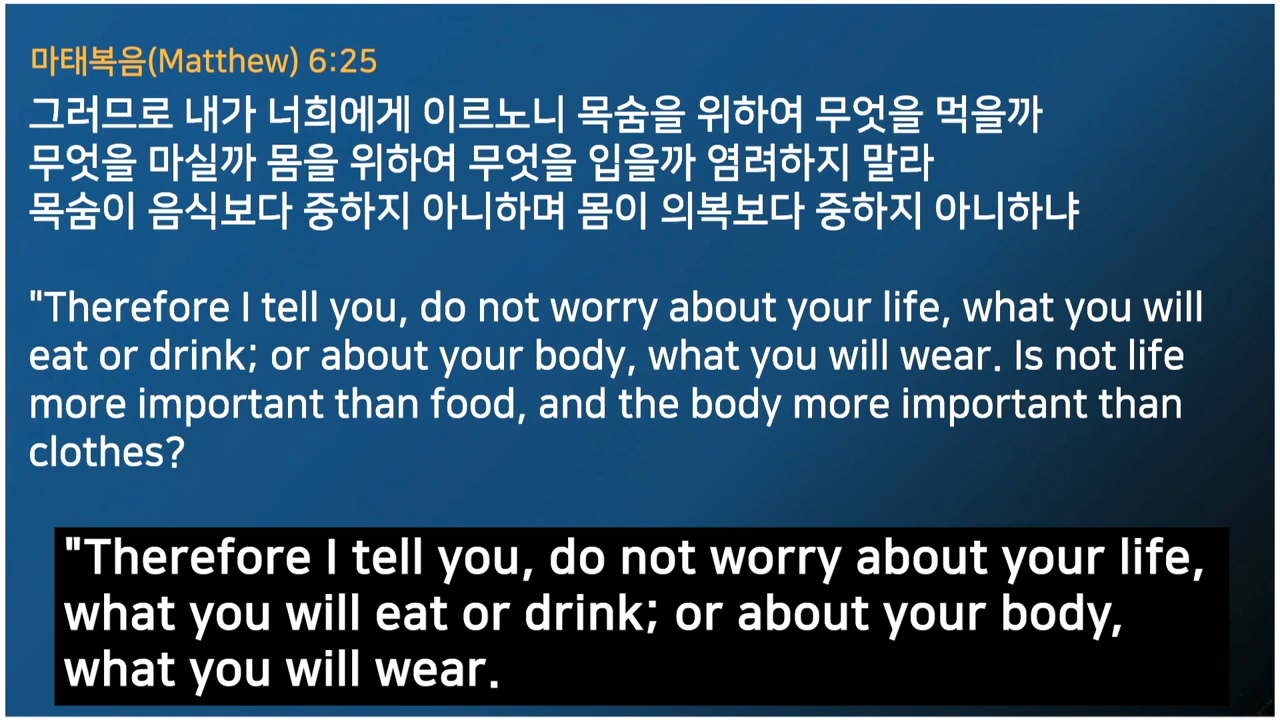 마태복음(Matthew) 6:25
그러므로 내가 너희에게 이르노니 목숨을 위하여 무엇을 먹을까
무엇을 마실까 몸을 위하여 무엇을 입을까 염려하지 말라
목숨이 음식보다 중하지 아니하며 몸이 의복보다 중하지 아니하냐
"Therefore I tell you, do not worry about your life, what you will
eat or drink; or about your body, what you will wear. Is not life
more important than food, and the body more important than
clothes?
"Therefore I tell you, do not worry about your life,
what you will eat or drink; or about your body,
what you will wear.